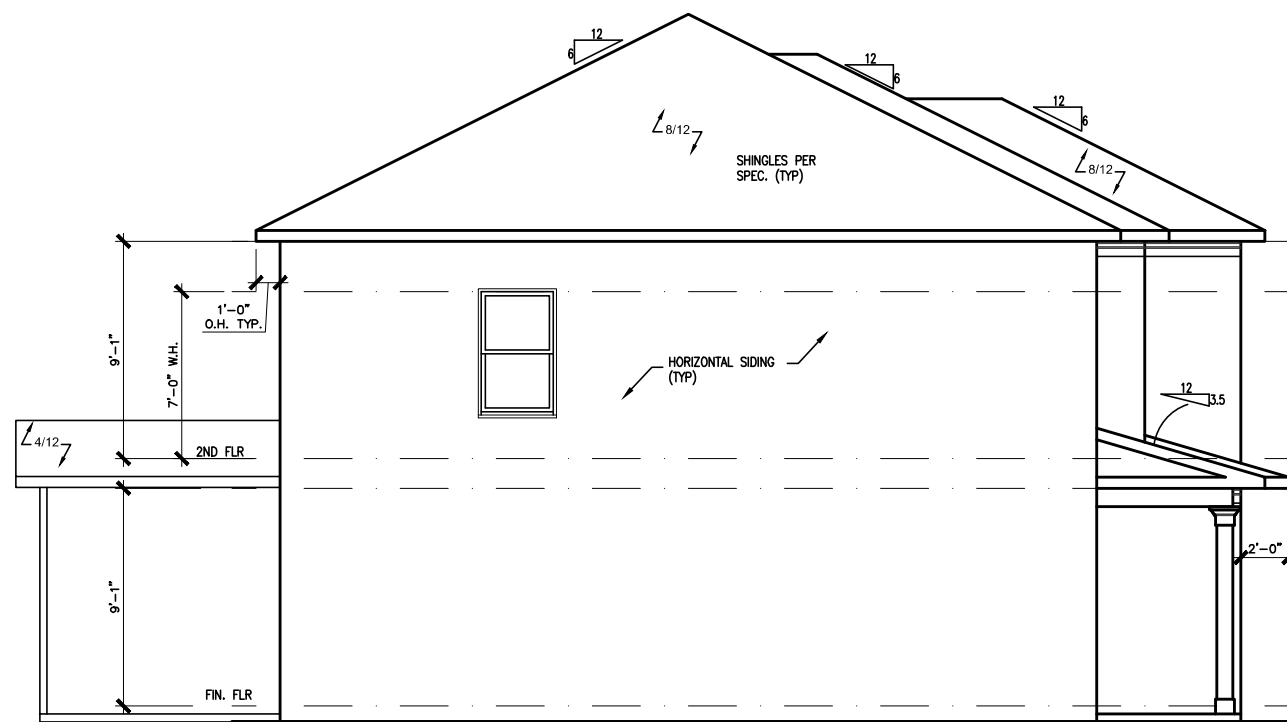 12
6
12
6
12
6
8/12
SHINGLES PER
SPEC. (TYP)
8/12
1'-0"
O.H. TYP.
9'-1"
7'-0" W.H.
HORIZONTAL SIDING
(TYP)
12
3.5
4/12
2ND FLR
2'-0"
9'-1"
FIN. FLR